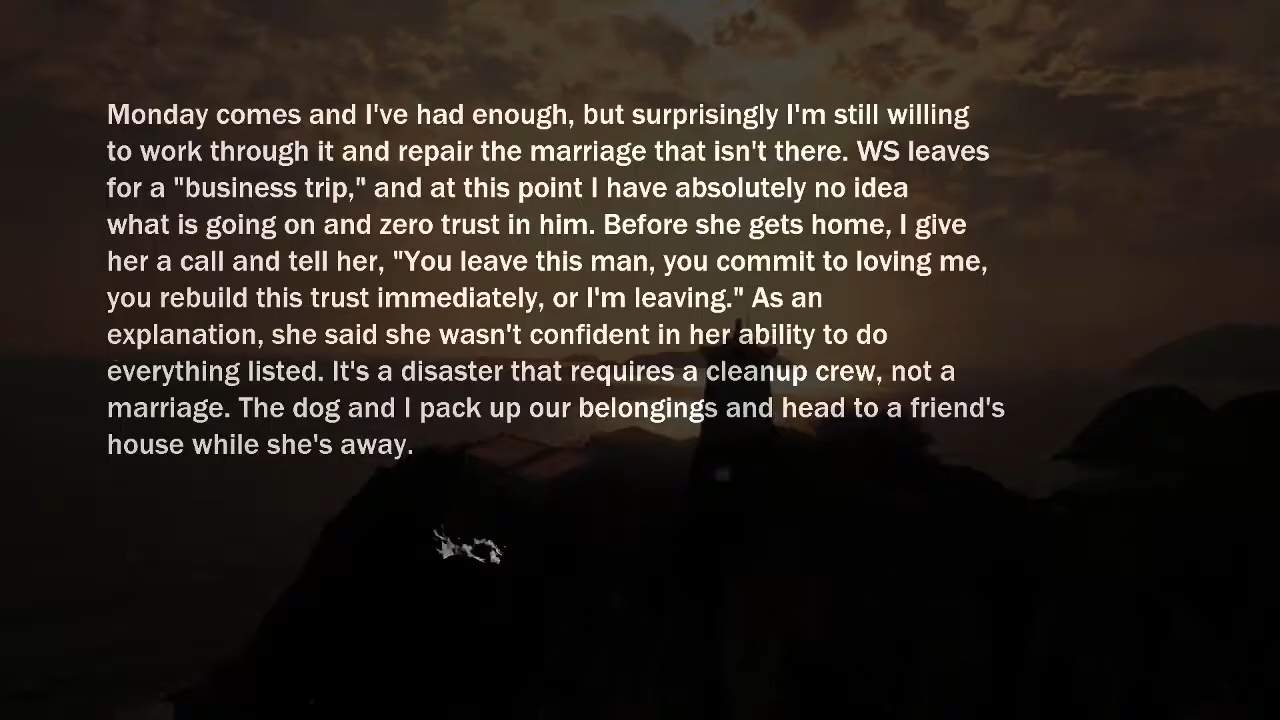 Monday comes and I've had enough, but surprisingly I'm still willing
to work through it and repair the marriage that isn't there. WS leaves
for a "business trip," and at this point I have absolutely no idea
what is going on and zero trust in him. Before she gets home, I give
her a call and tell her, "You leave this man, you commit to loving me,
you rebuild this trust immediately, or I'm leaving." As an
explanation, she said she wasn't confident in her ability to do
everything listed. It's a disaster that requires a cleanup crew, not a
marriage. The dog and I pack up our belongings and head to a friend's
house while she's away.